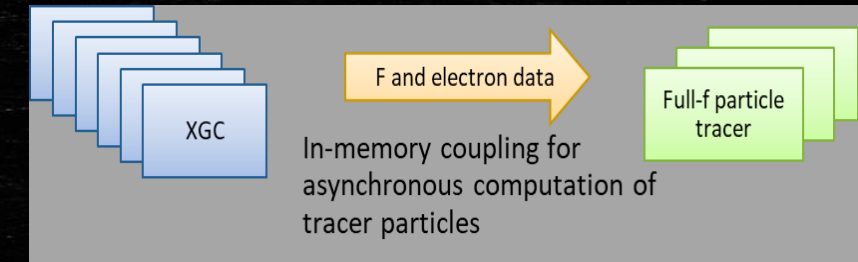 XGC
F and electron data
Full-f particle
tracer
In-memory coupling for
asynchronous computation of
tracer particles